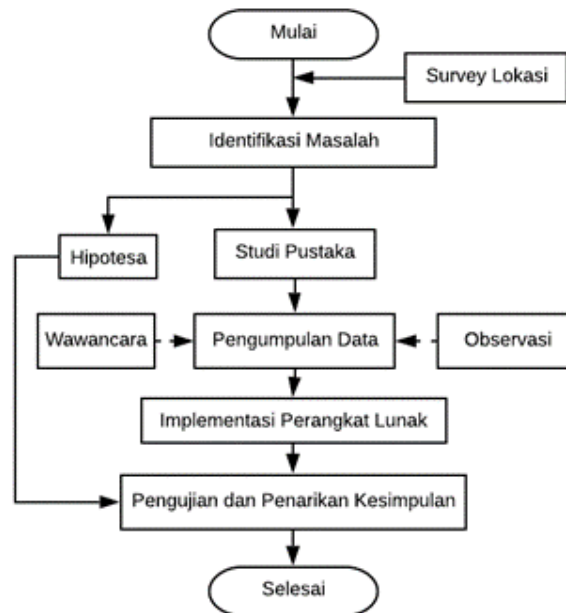 Mulai
Survey Lokasi
Identifikasi Masalah
Hipotesa
Studi Pustaka
Wawancara
Pengumpulan Data
Observasi
Implementasi Perangkat Lunak
Pengujian dan Penarikan Kesimpulan
Selesai